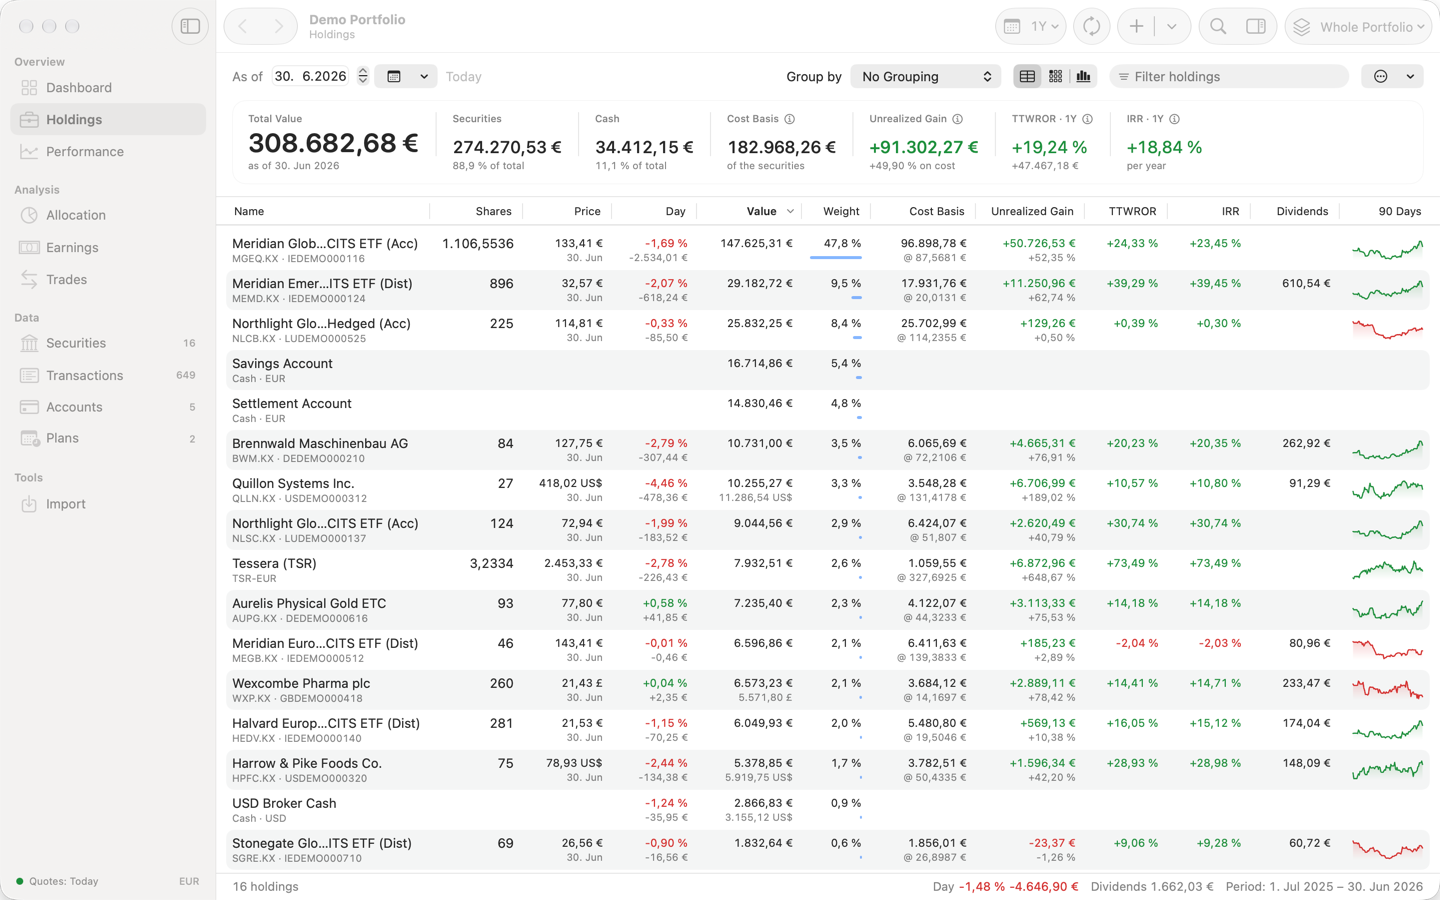 Demo Portfolio
Holdings
1Y
Whole Portfolio
Overview
Dashboard
Holdings
Performance
Analysis
Allocation
Earnings
Trades
Data
Securities 16
Transactions 649
Accounts 5
Plans 2
Tools
Import
Quotes: Today EUR
As of 30. 6.2026 Today Group by No Grouping Filter holdings
Total Value Securities Cash Cost Basis Unrealized Gain TTWROR · 1Y IRR · 1Y
308.682,68 € 274.270,53 € 34.412,15 € 182.968,26 € +91.302,27 € +19,24 % +18,84 %
as of 30. Jun 2026 88,9 % of total 11,1 % of total of the securities +49,90 % on cost +47.467,18 € per year
Name Shares Price Day Value Weight Cost Basis Unrealized Gain TTWROR IRR Dividends 90 Days
Meridian Glob...CITS ETF (Acc) 1.106,5536 133,41 € -1,69 % 147.625,31 € 47,8 % 96.898,78 € +50.726,53 € +24,33 % +23,45 %
MGEQ.KX · IEDEMO000116 30. Jun -2.534,01 € @ 87,5681 € +52,35 %
Meridian Emer...ITS ETF (Dist) 896 32,57 € -2,07 % 29.182,72 € 9,5 % 17.931,76 € +11.250,96 € +39,29 % +39,45 % 610,54 €
MEMD.KX · IEDEMO000124 30. Jun -618,24 € @ 20,0131 € +62,74 %
Northlight Glo...Hedged (Acc) 225 114,81 € -0,33 % 25.832,25 € 8,4 % 25.702,99 € +129,26 € +0,39 % +0,30 %
NLCB.KX · LUDEMO000525 30. Jun -85,50 € @ 114,2355 € +0,50 %
Savings Account 16.714,86 € 5,4 %
Cash · EUR
Settlement Account 14.830,46 € 4,8 %
Cash · EUR
Brennwald Maschinenbau AG 84 127,75 € -2,79 % 10.731,00 € 3,5 % 6.065,69 € +4.665,31 € +20,23 % +20,35 % 262,92 €
BWM.KX · DEDEMO000210 30. Jun -307,44 € @ 72,2106 € +76,91 %
Quillon Systems Inc. 27 418,02 US$ -4,46 % 10.255,27 € 3,3 % 3.548,28 € +6.706,99 € +10,57 % +10,80 % 91,29 €
QLLN.KX · USDEMO000312 30. Jun -478,36 € 11.286,54 US$ @ 131,4178 € +189,02 %
Northlight Glo...CITS ETF (Acc) 124 72,94 € -1,99 % 9.044,56 € 2,9 % 6.424,07 € +2.620,49 € +30,74 % +30,74 %
NLSC.KX · LUDEMO000137 30. Jun -183,52 € @ 51,807 € +40,79 %
Tessera (TSR) 3,2334 2.453,33 € -2,78 % 7.932,51 € 2,6 % 1.059,55 € +6.872,96 € +73,49 % +73,49 %
TSR-EUR 30. Jun -226,43 € @ 327,6925 € +648,67 %
Aurelis Physical Gold ETC 93 77,80 € +0,58 % 7.235,40 € 2,3 % 4.122,07 € +3.113,33 € +14,18 % +14,18 %
AUPG.KX · DEDEMO000616 30. Jun +41,85 € @ 44,3233 € +75,53 %
Meridian Euro...CITS ETF (Dist) 46 143,41 € -0,01 % 6.596,86 € 2,1 % 6.411,63 € +185,23 € -2,04 % -2,03 % 80,96 €
MEGB.KX · IEDEMO000512 30. Jun -0,46 € @ 139,3833 € +2,89 %
Wexcombe Pharma plc 260 21,43 £ +0,04 % 6.573,23 € 2,1 % 3.684,12 € +2.889,11 € +14,41 % +14,71 % 233,47 €
WXP.KX · GBDEMO000418 30. Jun +2,35 € 5.571,80 £ @ 14,1697 € +78,42 %
Halvard Europ...CITS ETF (Dist) 281 21,53 € -1,15 % 6.049,93 € 2,0 % 5.480,80 € +569,13 € +16,05 % +15,12 % 174,04 €
HEDV.KX · IEDEMO000140 30. Jun -70,25 € @ 19,5046 € +10,38 %
Harrow & Pike Foods Co. 75 78,93 US$ -2,44 % 5.378,85 € 1,7 % 3.782,51 € +1.596,34 € +28,93 % +28,98 % 148,09 €
HPFC.KX · USDEMO000320 30. Jun -134,38 € 5.919,75 US$ @ 50,4335 € +42,20 %
USD Broker Cash -1,24 % 2.866,83 € 0,9 %
Cash · USD -35,95 € 3.155,12 US$
Stonegate Glo...ITS ETF (Dist) 69 26,56 € -0,90 % 1.832,64 € 0,6 % 1.856,01 € -23,37 € +9,06 % +9,28 % 60,72 €
SGRE.KX · IEDEMO000710 30. Jun -16,56 € @ 26,8987 € -1,26 %
16 holdings Day -1,48 % -4.646,90 € Dividends 1.662,03 € Period: 1. Jul 2025 – 30. Jun 2026